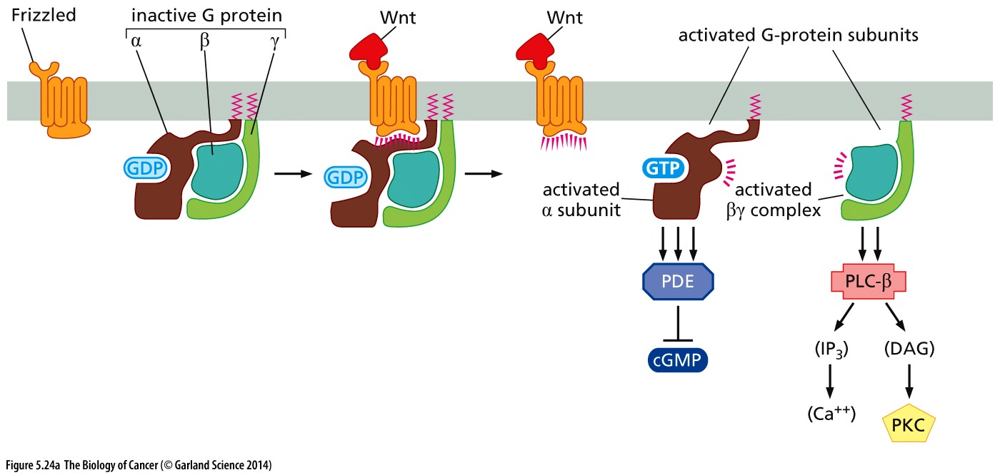 Frizzled
inactive G protein
α β γ
Wnt
Wnt
activated G-protein subunits
GDP
GDP
GTP
activated
α subunit
activated
βγ complex
PDE
PLC-β
cGMP
(IP₃)
(DAG)
(Ca⁺⁺)
PKC
Figure 5.24a The Biology of Cancer (© Garland Science 2014)